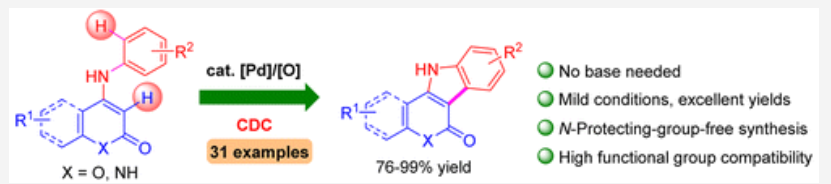 H
R²
HN
H
R¹
X
O
X = O, NH
cat. [Pd]/[O]
CDC
31 examples
R²
HN
R¹
X
O
76-99% yield
No base needed
Mild conditions, excellent yields
N-Protecting-group-free synthesis
High functional group compatibility